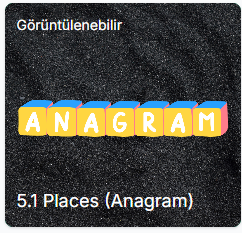 Görüntülenebilir
ANAGRAM
5.1 Places (Anagram)